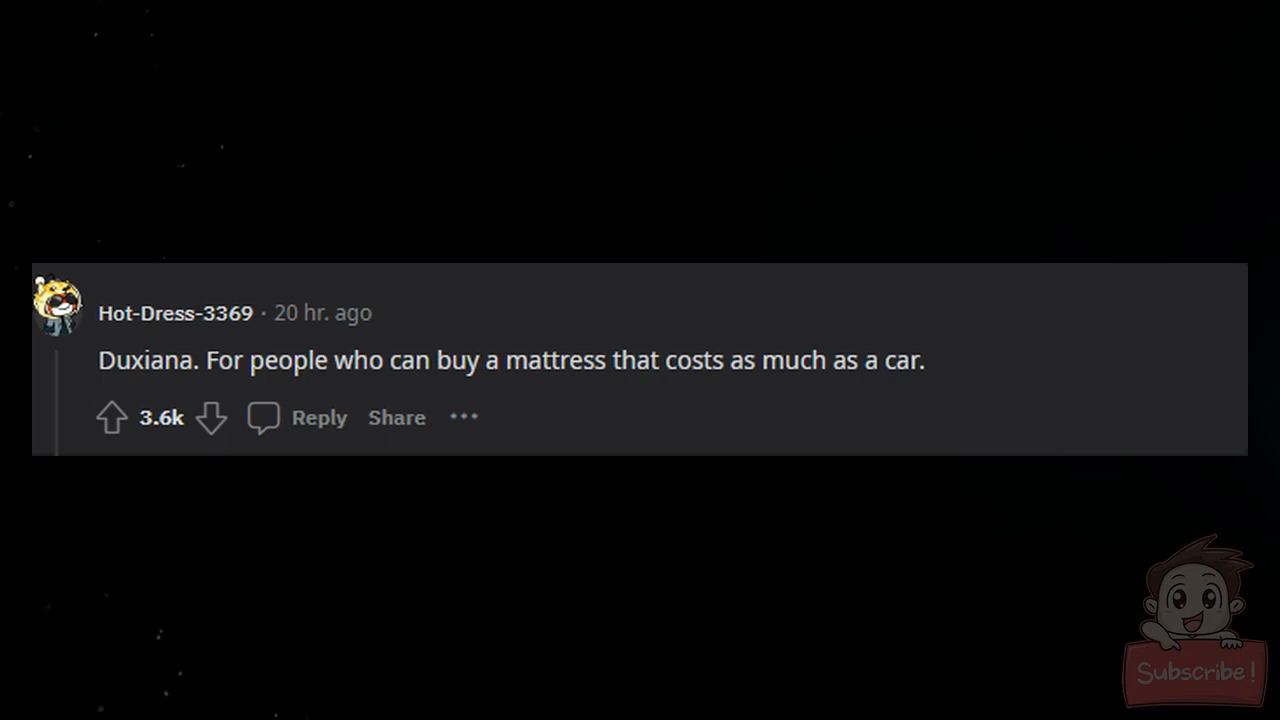 Hot-Dress-3369 · 20 hr. ago
Duxiana. For people who can buy a mattress that costs as much as a car.
3.6k Reply Share •••
Subscribe!